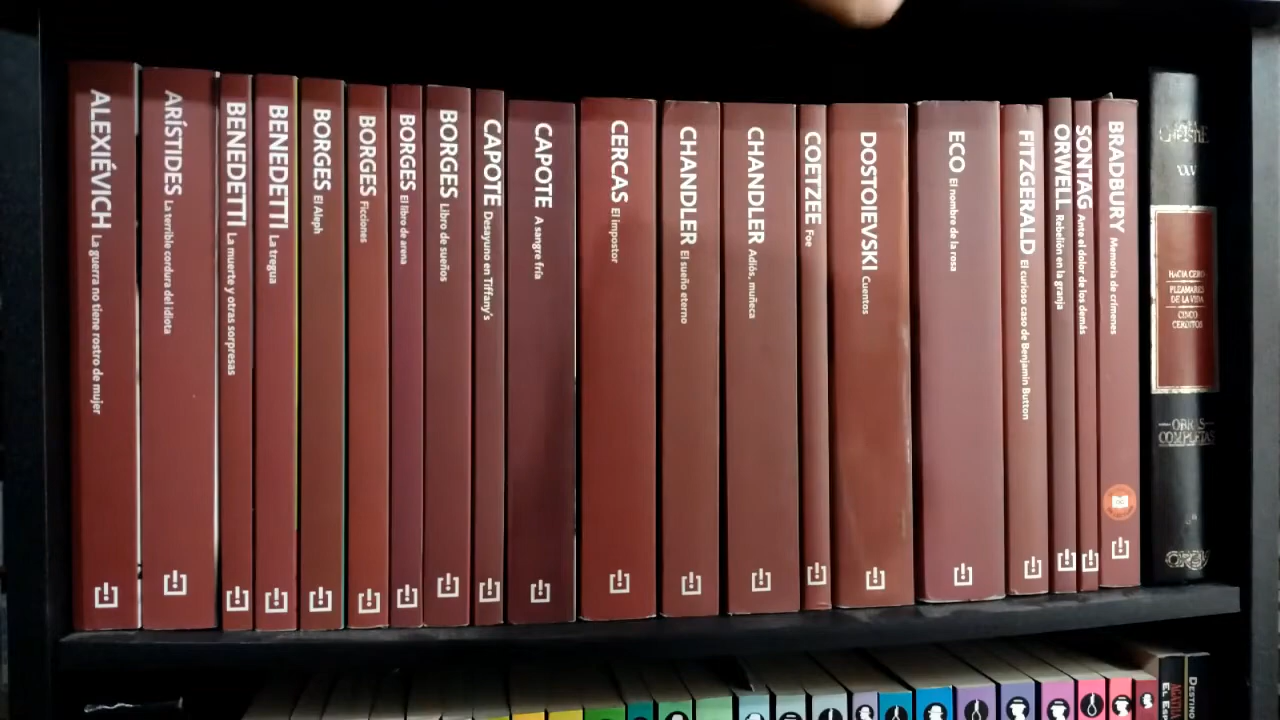 ALEXIÉVICH La guerra no tiene rostro de mujer
ARÍSTIDES La terrible cordura del idiota
BENEDETTI La muerte y otras sorpresas
BENEDETTI La tregua
BORGES El Aleph
BORGES Ficciones
BORGES El libro de arena
BORGES Libro de sueños
CAPOTE Desayuno en Tiffany's
CAPOTE A sangre fría
CERCAS El impostor
CHANDLER El sueño eterno
CHANDLER Adiós, muñeca
COETZEE Foe
DOSTOIEVSKI Cuentos
ECO El nombre de la rosa
FITZGERALD El curioso caso de Benjamin Button
ORWELL Rebelión en la granja
SONTAG Ante el dolor de los demás
BRADBURY Memoria de crímenes
HACIA CERO
PLEAMARES
DE LA VIDA
CINCO
CERDITOS
OBRAS
COMPLETAS
AGATHA
DESTINO